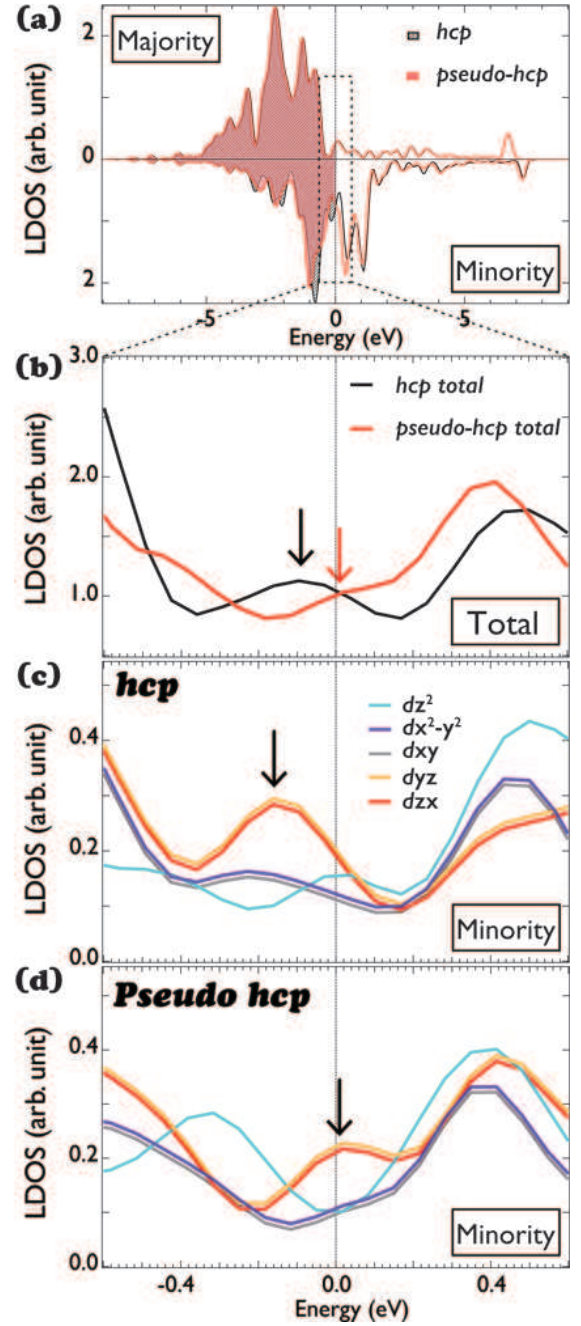 (a)
Majority
hcp
pseudo-hcp
2
0
2
LDOS (arb. unit)
Minority
-5
0
5
Energy (eV)
(b)
3.0
2.0
1.0
LDOS (arb. unit)
hcp total
pseudo-hcp total
Total
(c)
hcp
0.4
0.2
0.0
LDOS (arb. unit)
dz²
dx²-y²
dxy
dyz
dzx
Minority
(d)
Pseudo hcp
0.4
0.2
0.0
LDOS (arb. unit)
Minority
-0.4
0.0
0.4
Energy (eV)